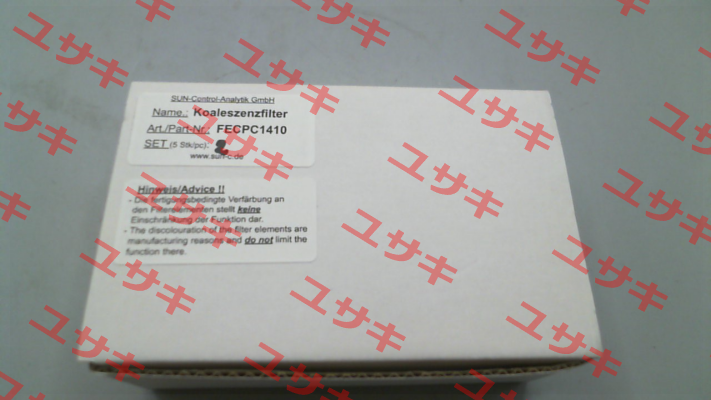 SUN-Control-Analytik GmbH
Name.: Koaleszenzfilter
Art./Part-Nr.: FECPC1410
SET (5 Stk/pc):
www.sun-c.de
Hinweis/Advice !!
- Die fertigungsbedingte Verfärbung an
den Filterelementen stellt keine
Einschränkung der Funktion dar.
- The discolouration of the filter elements are
manufacturing reasons and do not limit the
function there.
ユサキ